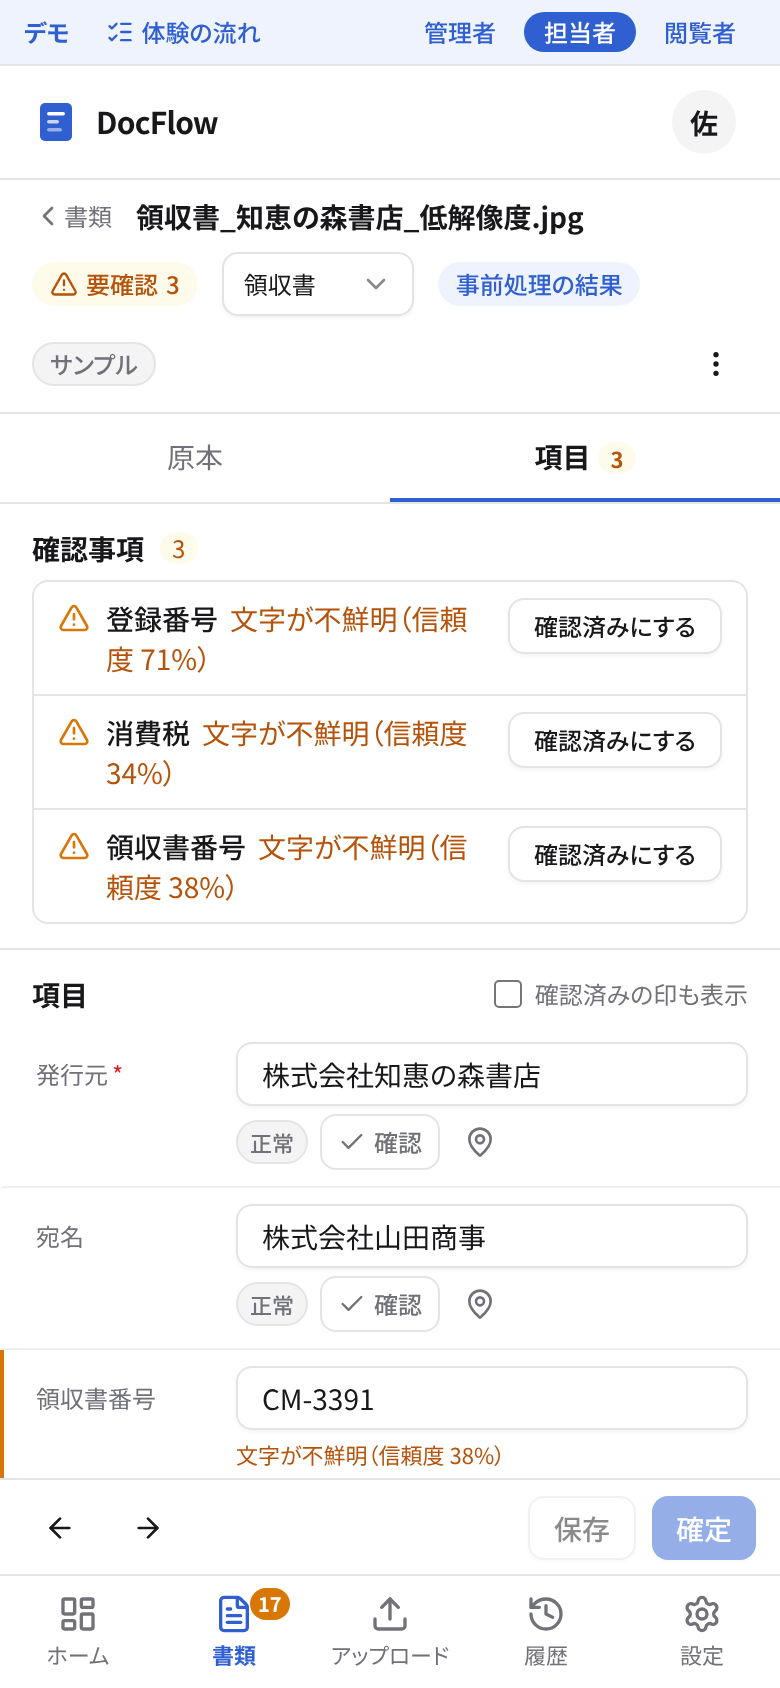 デモ 体験の流れ 管理者 担当者 閲覧者
DocFlow 佐
書類 領収書_知恵の森書店_低解像度.jpg
要確認 3 領収書 事前処理の結果
サンプル
原本 項目 3
確認事項 3
登録番号 文字が不鮮明（信頼
度 71%）
確認済みにする
消費税 文字が不鮮明（信頼度
34%）
確認済みにする
領収書番号 文字が不鮮明（信
頼度 38%）
確認済みにする
項目 確認済みの印も表示
発行元 * 株式会社知惠の森書店
正常 確認
宛名 株式会社山田商事
正常 確認
領収書番号 CM-3391
文字が不鮮明（信頼度 38%）
保存 確定
17
ホーム 書類 アップロード 履歴 設定